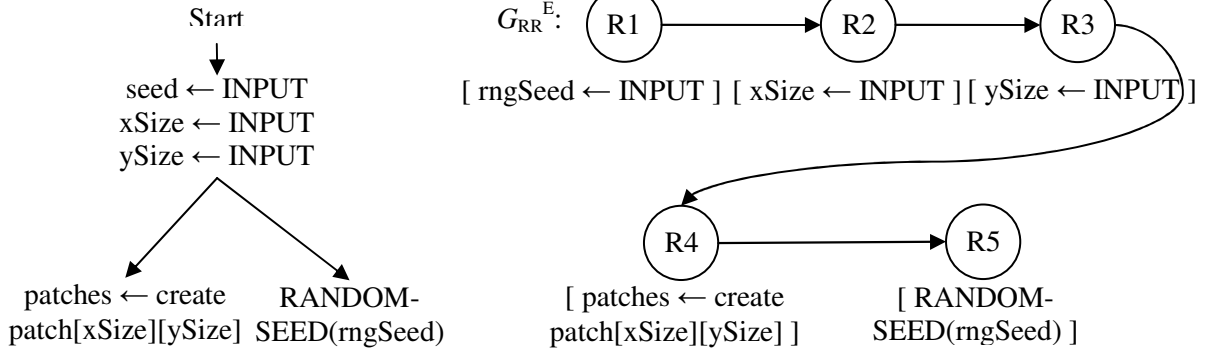 Start
seed ← INPUT
xSize ← INPUT
ySize ← INPUT
patches ← create
patch[xSize][ySize]
RANDOM-
SEED(rngSeed)
G_RR^E:
R1
R2
R3
[ rngSeed ← INPUT ]
[ xSize ← INPUT ]
[ ySize ← INPUT ]
R4
R5
[ patches ← create
patch[xSize][ySize] ]
[ RANDOM-
SEED(rngSeed) ]